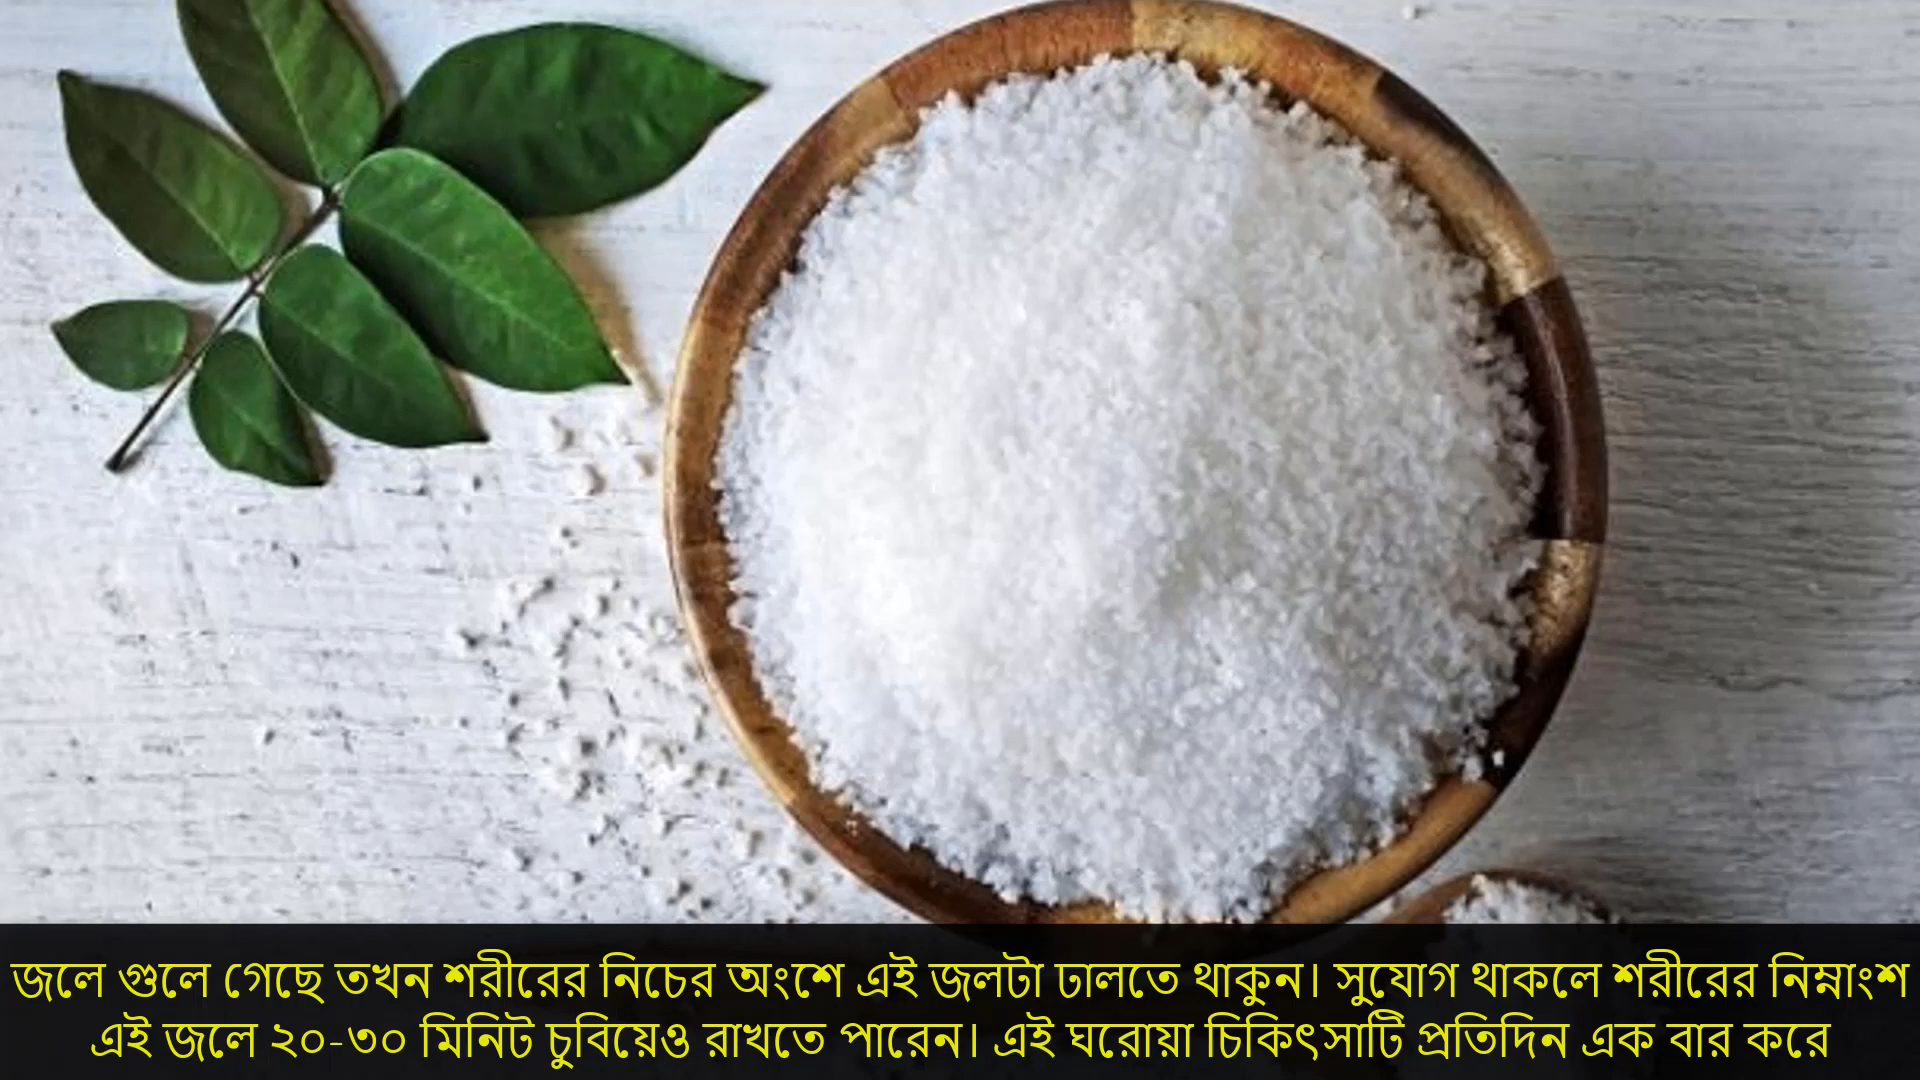 জলে গুলে গেছে তখন শরীরের নিচের অংশে এই জলটা ঢালতে থাকুন। সুযোগ থাকলে শরীরের নিম্নাংশ
এই জলে ২০-৩০ মিনিট চুবিয়েও রাখতে পারেন। এই ঘরোয়া চিকিৎসাটি প্রতিদিন এক বার করে